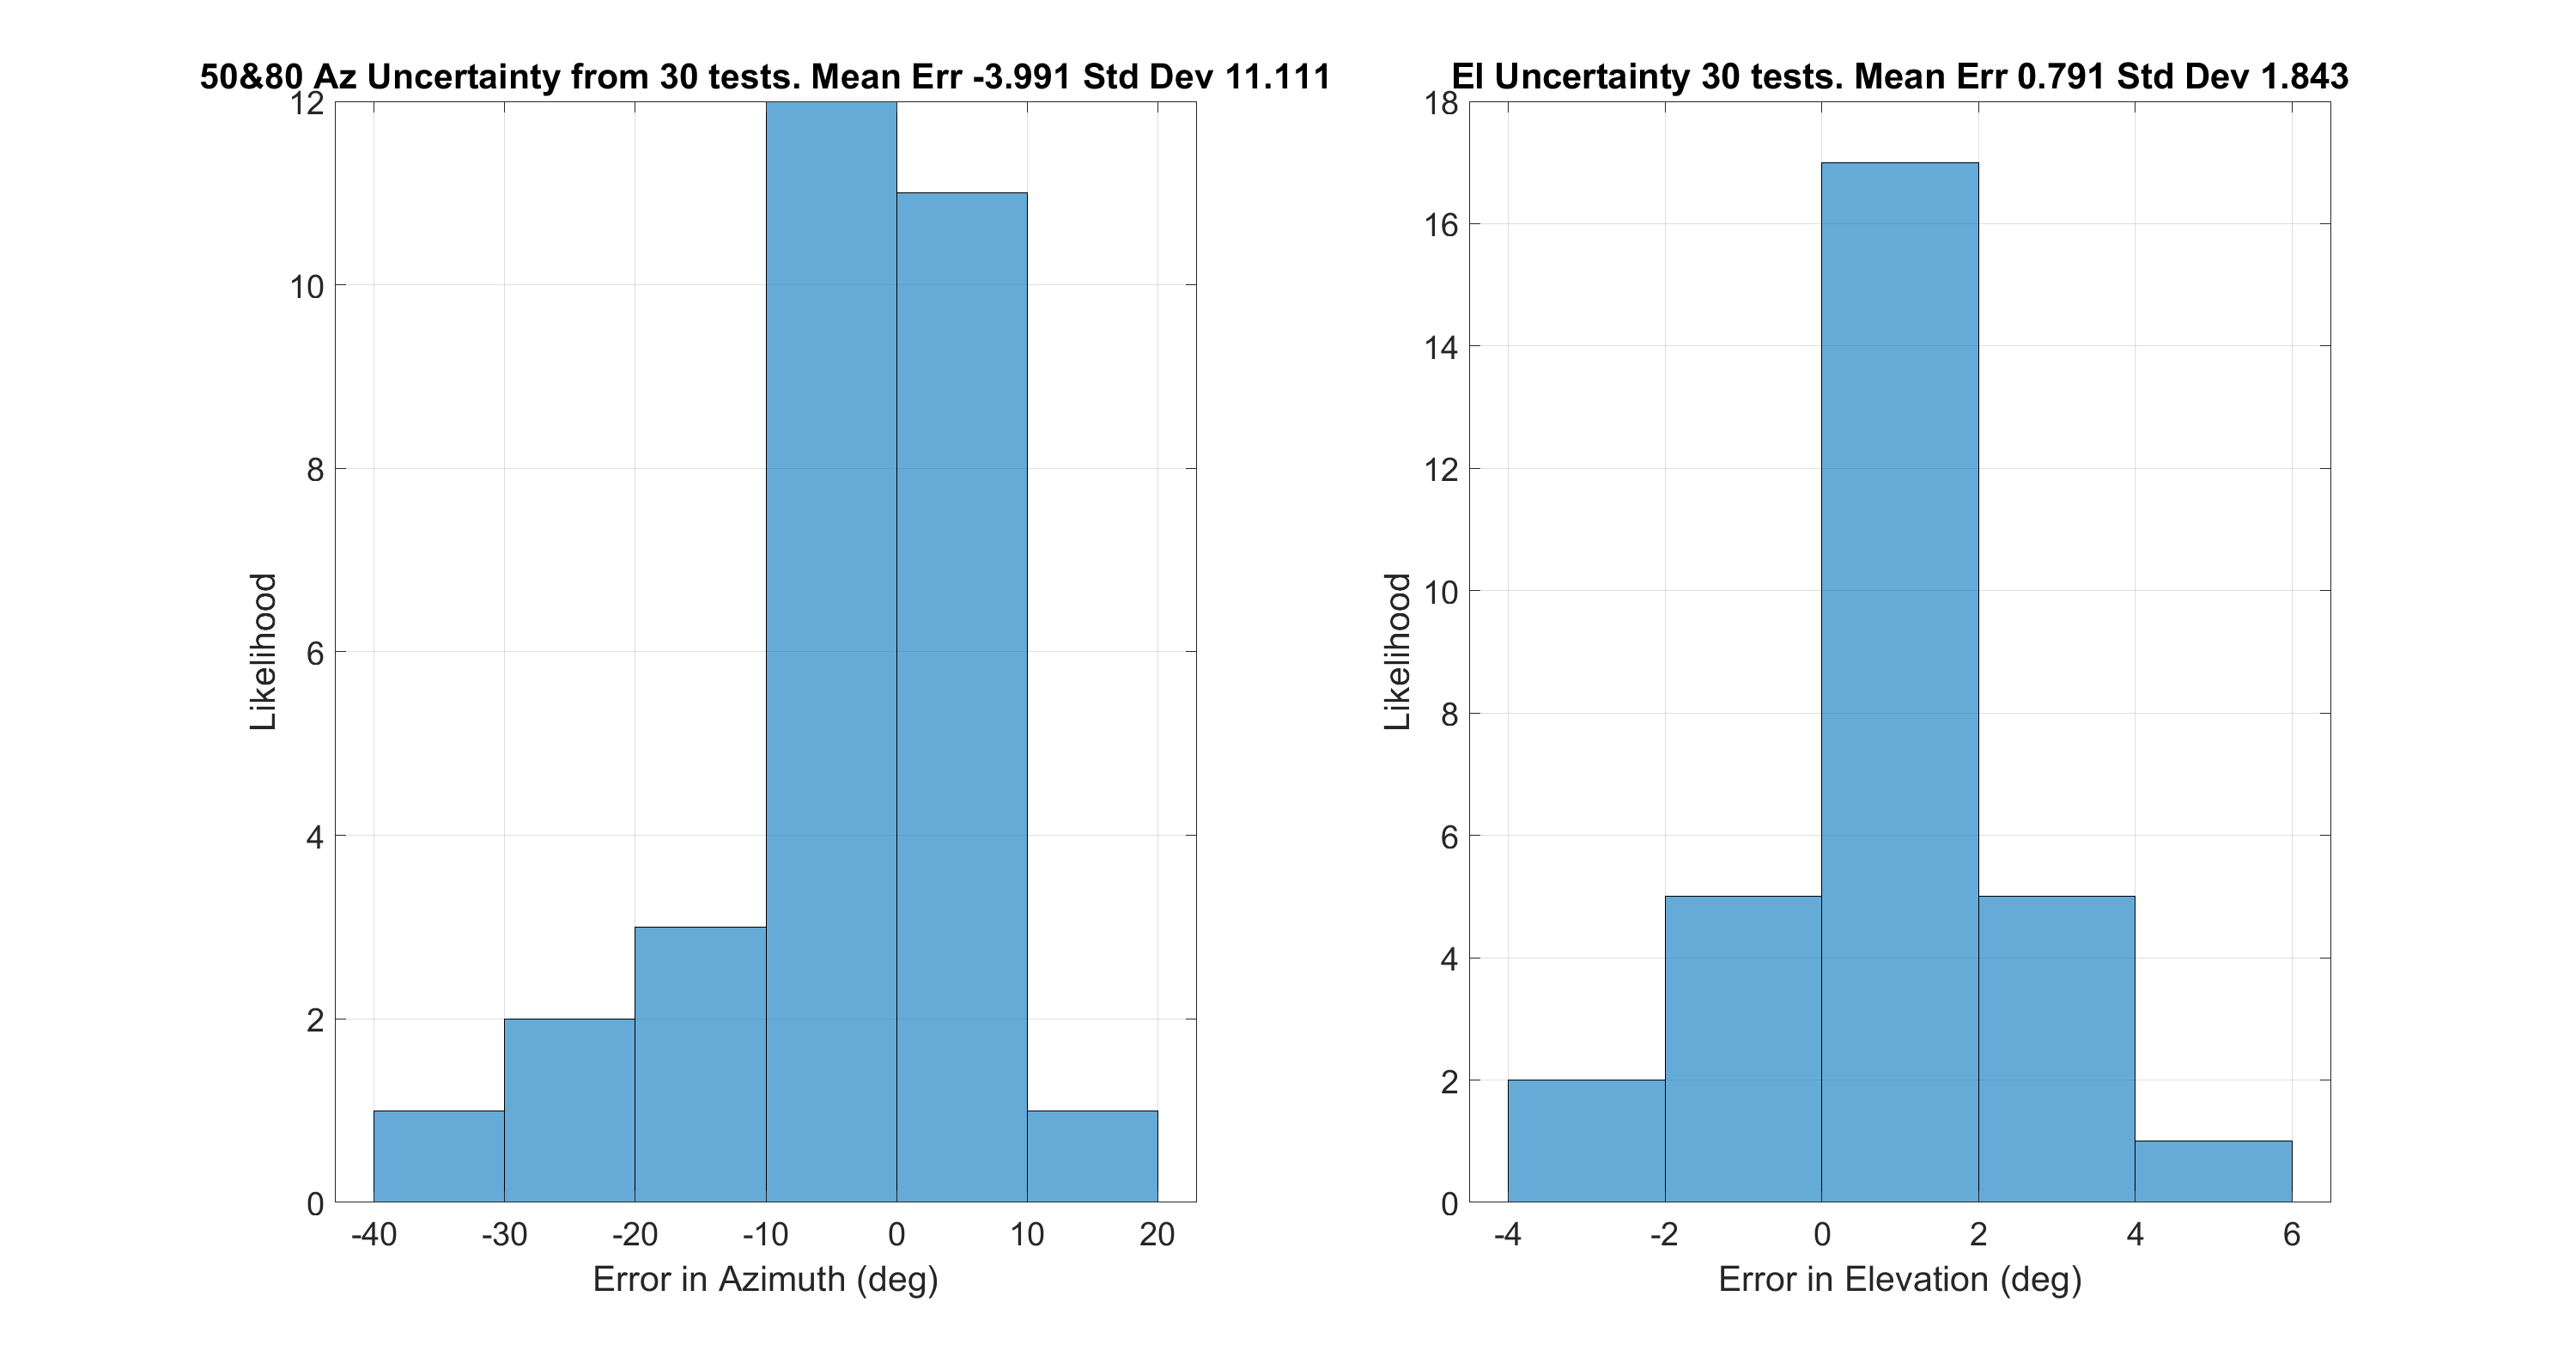 50&80 Az Uncertainty from 30 tests. Mean Err -3.991 Std Dev 11.111
12
10
8
6
4
2
0
Likelihood
-40 -30 -20 -10 0 10 20
Error in Azimuth (deg)
El Uncertainty 30 tests. Mean Err 0.791 Std Dev 1.843
18
16
14
12
10
8
6
4
2
0
Likelihood
-4 -2 0 2 4 6
Error in Elevation (deg)